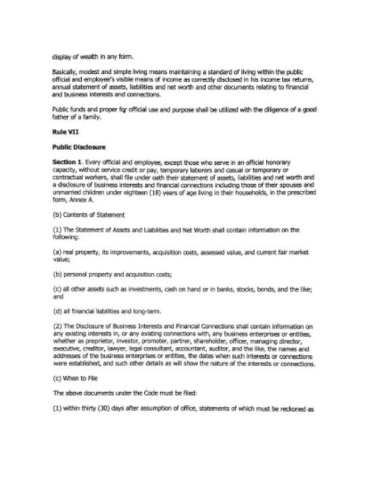 display of wealth in any form.
Basically, modest and simple living means maintaining a standard of living within the public
official and employee's visible means of income as correctly disclosed in his income tax returns,
annual statement of assets, liabilities and net worth and other documents relating to financial
and business interests and connections.
Public funds and proper for official use and purpose shall be utilized with the diligence of a good
father of a family.
Rule VII
Public Disclosure
Section 1. Every official and employee, except those who serve in an official honorary
capacity, without service credit or pay, temporary laborers and casual or temporary or
contractual workers, shall file under oath their statement of assets, liabilities and net worth and
a disclosure of business interests and financial connections including those of their spouses and
unmarried children under eighteen (18) years of age living in their households, in the prescribed
form, Annex A.
(b) Contents of Statement
(1) The Statement of Assets and Liabilities and Net Worth shall contain information on the
following:
(a) real property, its improvements, acquisition costs, assessed value, and current fair market
value;
(b) personal property and acquisition costs;
(c) all other assets such as investments, cash on hand or in banks, stocks, bonds, and the like;
and
(d) all financial liabilities and long-term.
(2) The Disclosure of Business Interests and Financial Connections shall contain information on
any existing interests in, or any existing connections with, any business enterprises or entities,
whether as proprietor, investor, promoter, partner, shareholder, officer, managing director,
executive, creditor, lawyer, legal consultant, accountant, auditor, and the like, the names and
addresses of the business enterprises or entities, the dates when such interests or connections
were established, and such other details as will show the nature of the interests or connections.
(c) When to File
The above documents under the Code must be filed:
(1) within thirty (30) days after assumption of office, statements of which must be reckoned as